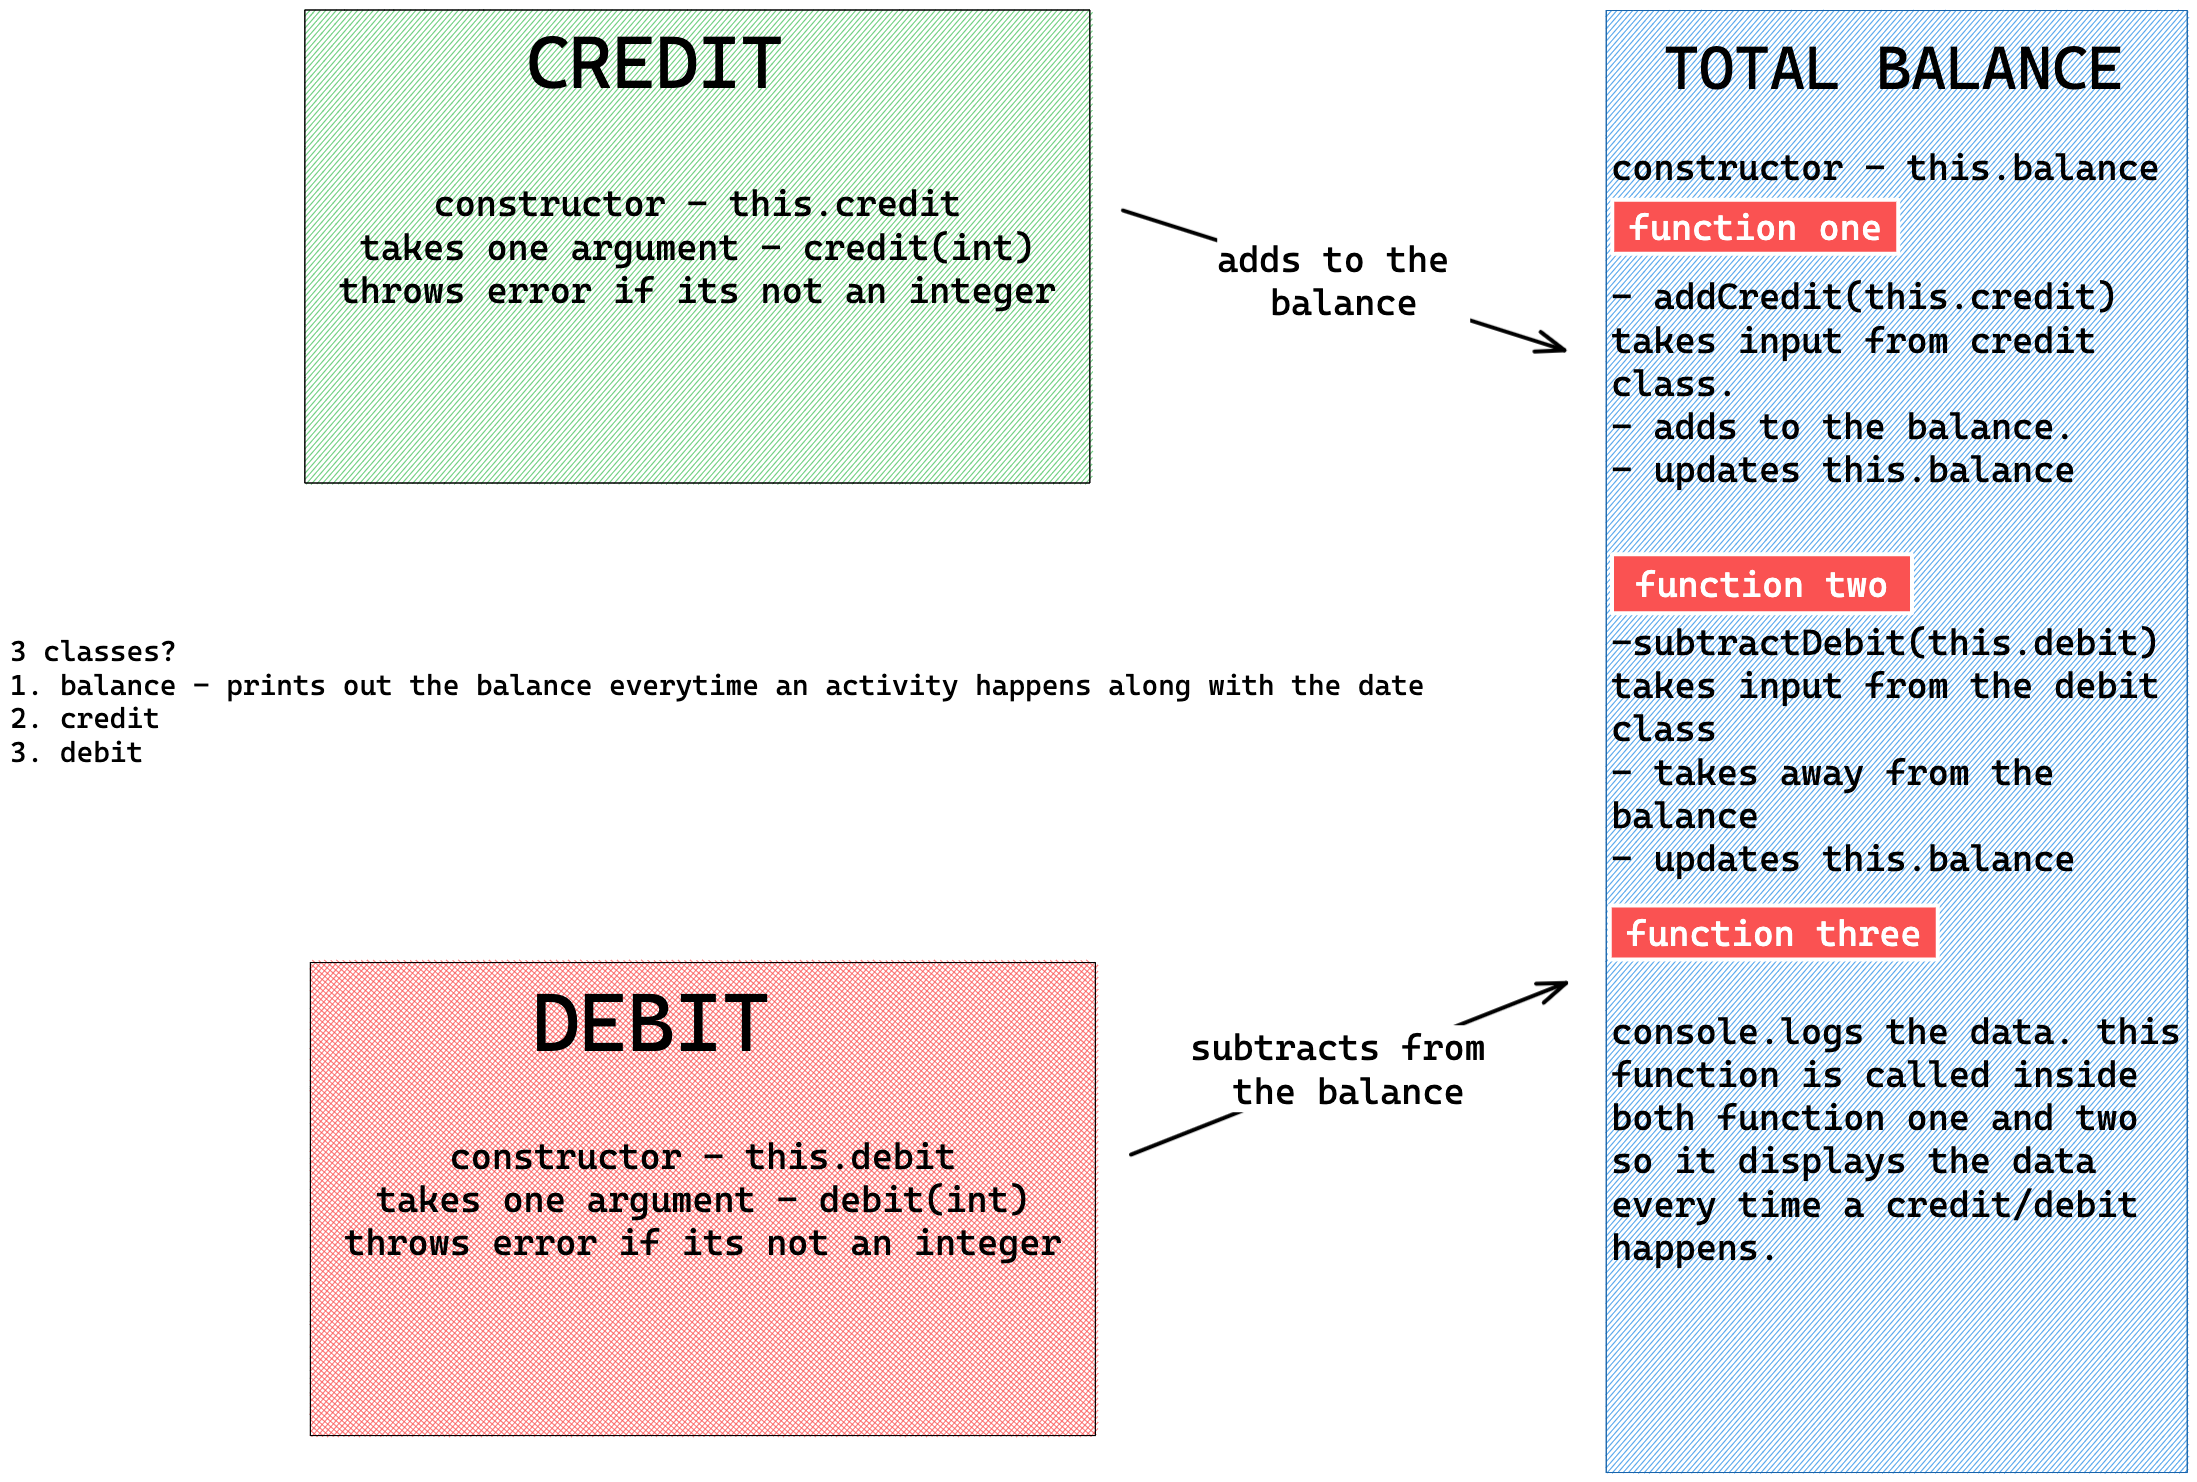 CREDIT
constructor - this.credit
takes one argument - credit(int)
throws error if its not an integer
adds to the
balance
TOTAL BALANCE
constructor - this.balance
function one
- addCredit(this.credit)
takes input from credit
class.
- adds to the balance.
- updates this.balance
function two
-subtractDebit(this.debit)
takes input from the debit
class
- takes away from the
balance
- updates this.balance
function three
console.logs the data. this
function is called inside
both function one and two
so it displays the data
every time a credit/debit
happens.
3 classes?
1. balance - prints out the balance everytime an activity happens along with the date
2. credit
3. debit
DEBIT
constructor - this.debit
takes one argument - debit(int)
throws error if its not an integer
subtracts from
the balance